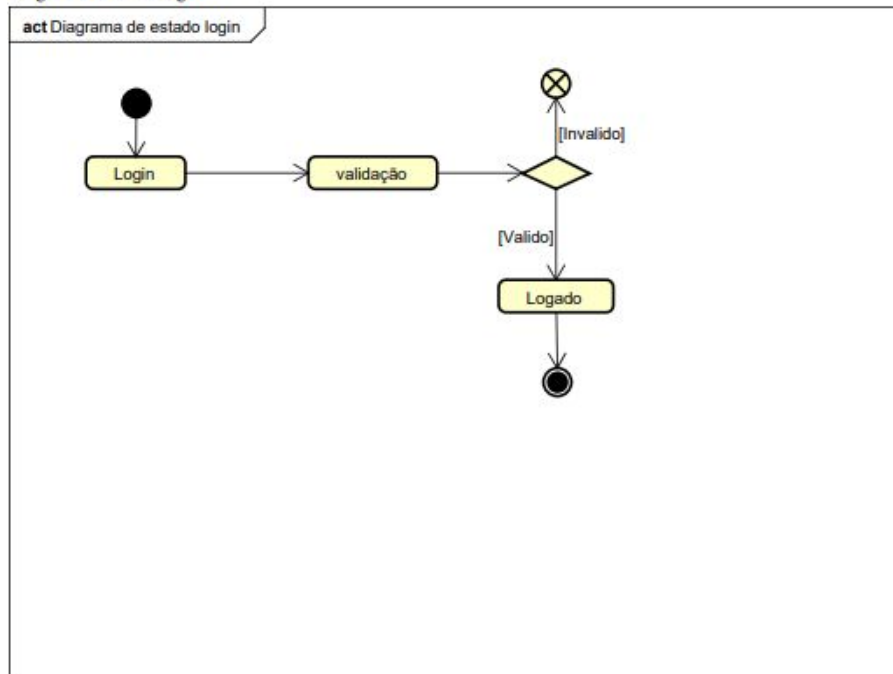 act Diagrama de estado login
[Invalido]
Login
validação
[Valido]
Logado